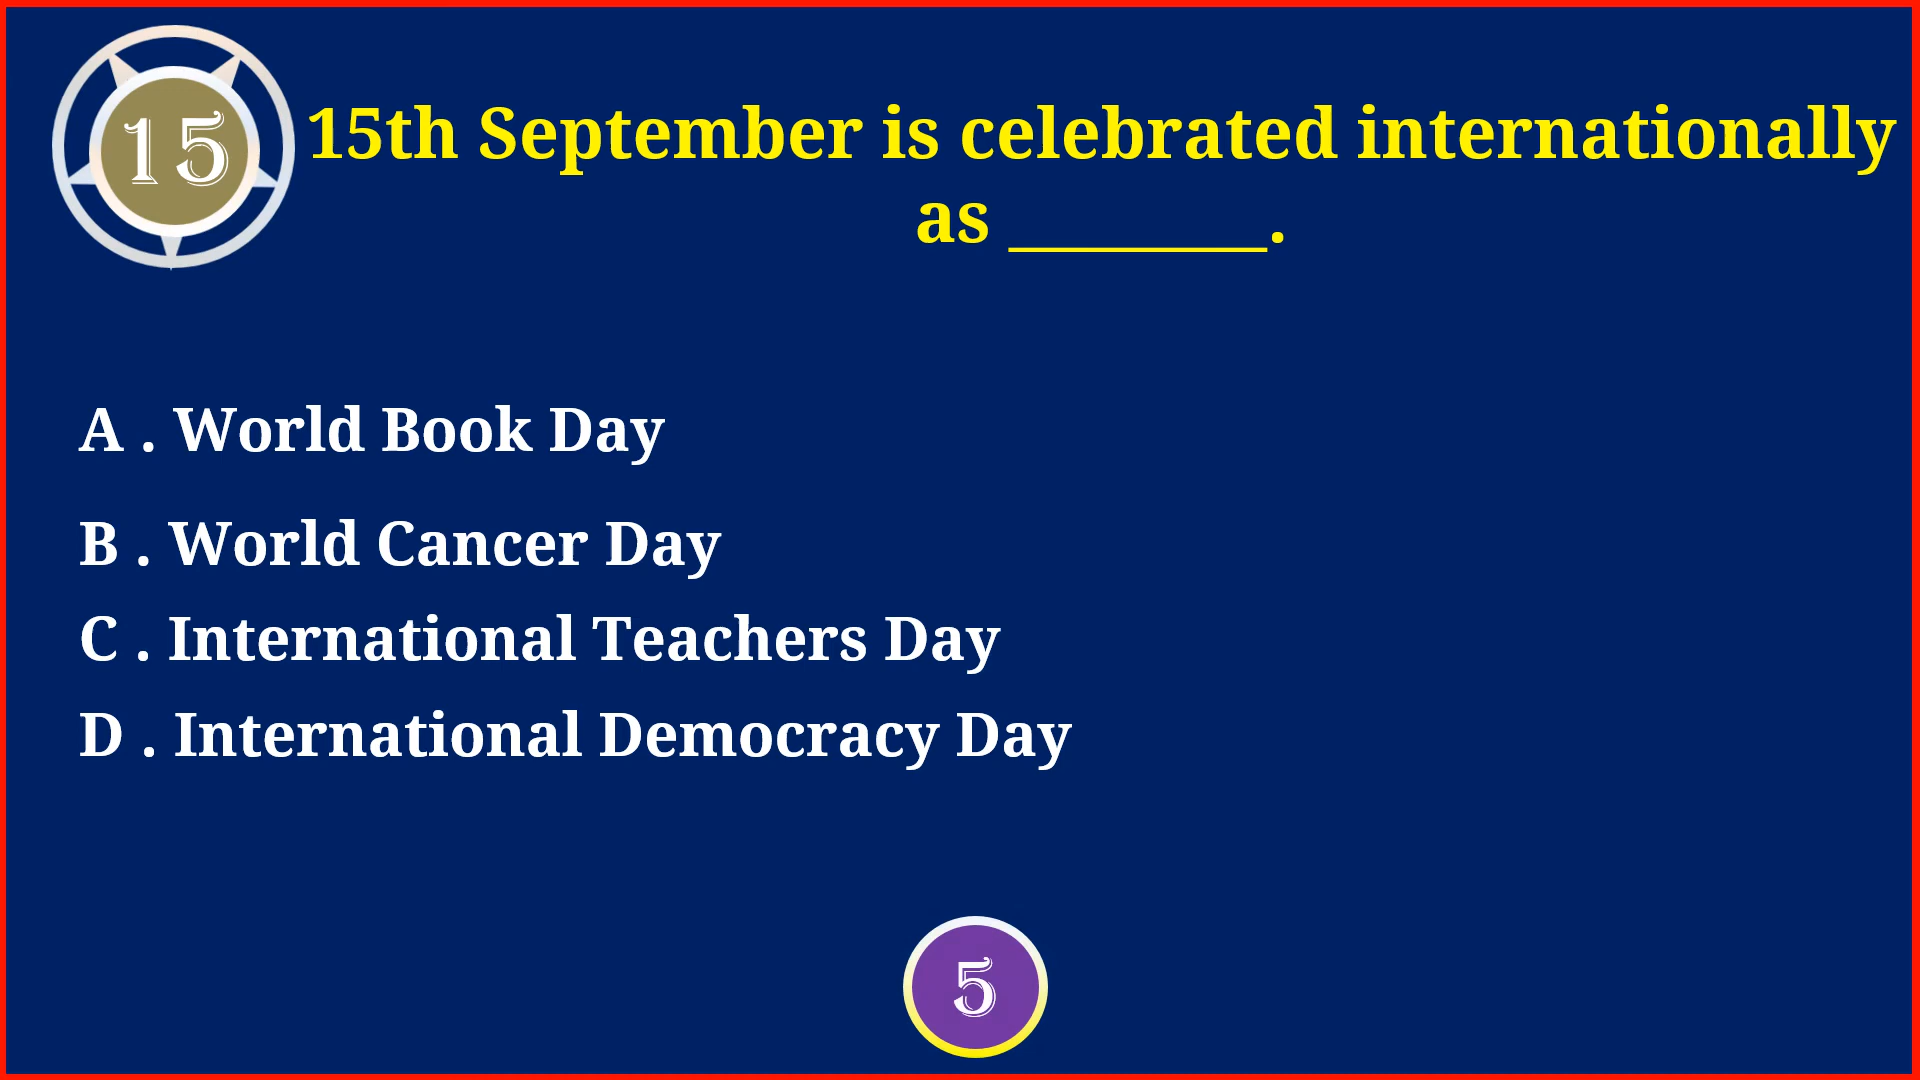 15
15th September is celebrated internationally
as ________.
A . World Book Day
B . World Cancer Day
C . International Teachers Day
D . International Democracy Day
5